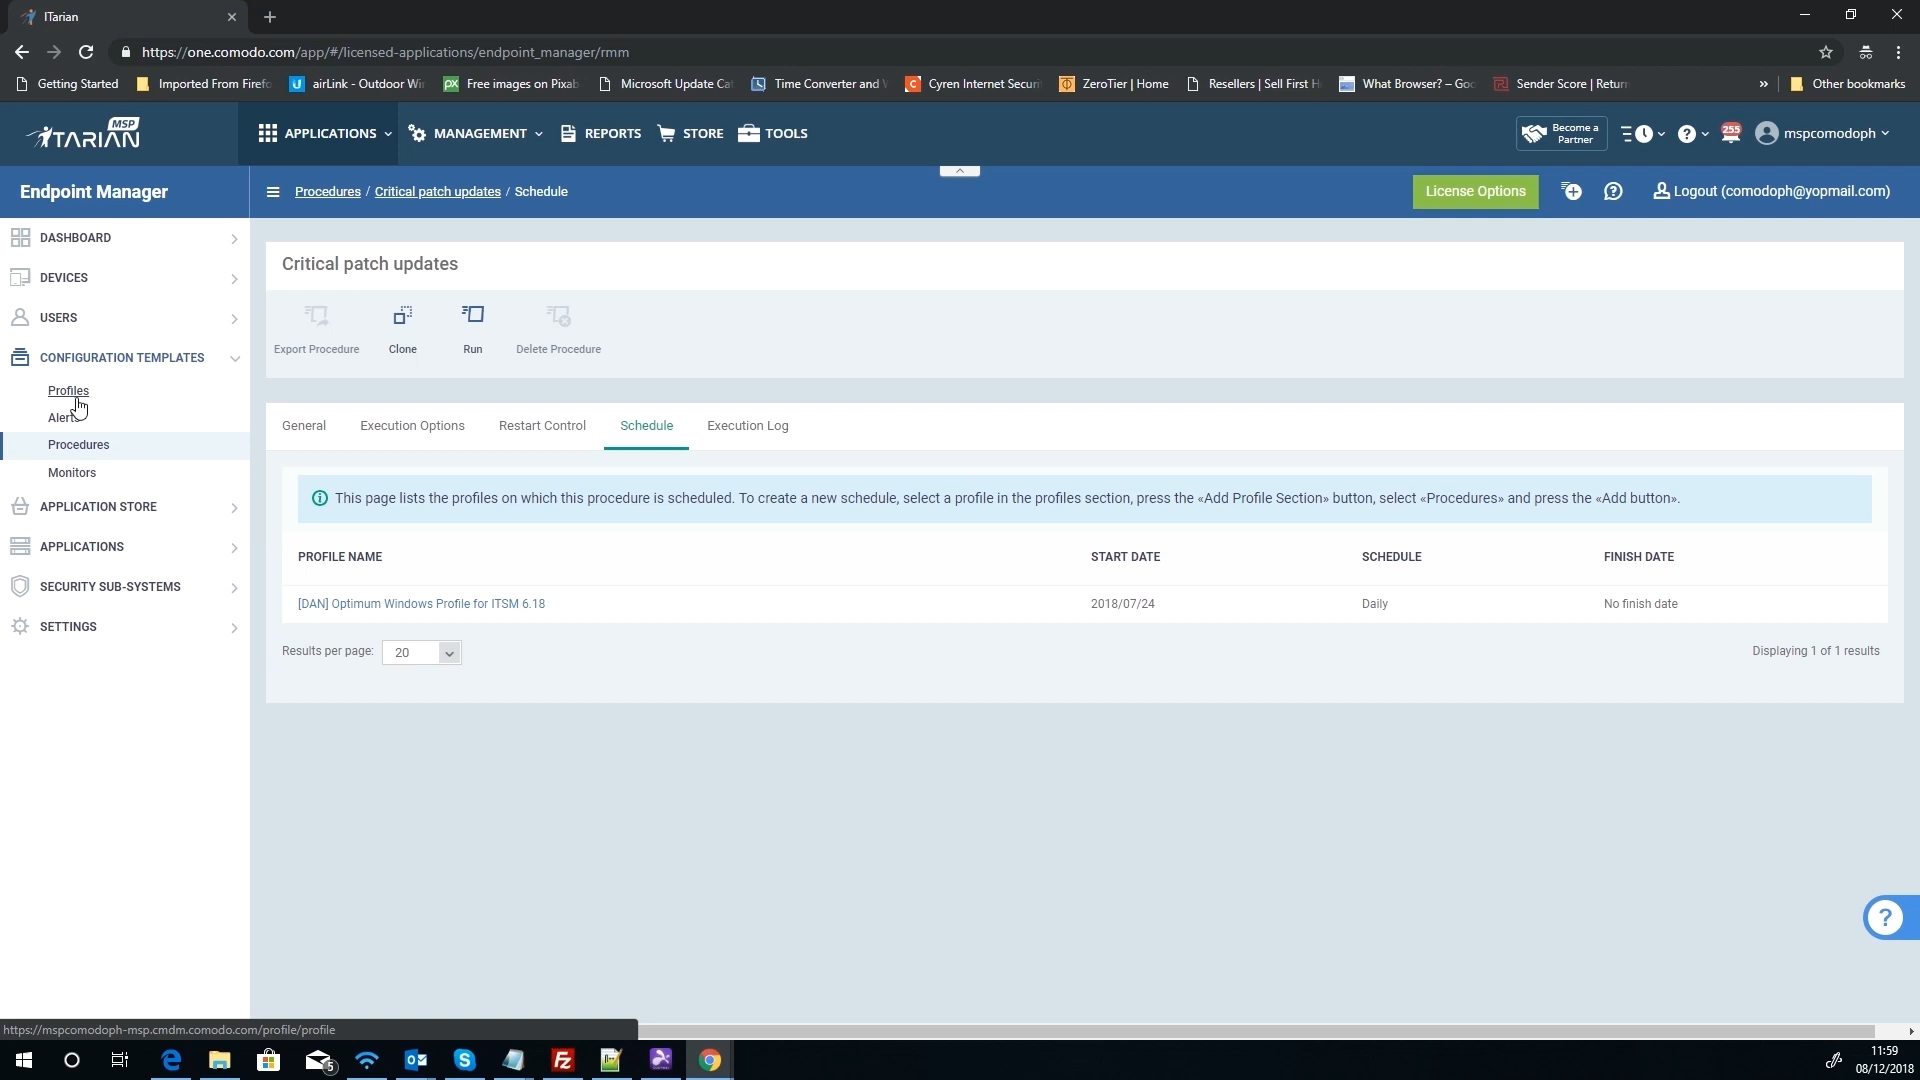 ITarian
https://one.comodo.com/app/#/licensed-applications/endpoint_manager/rmm
Getting Started
Imported From Firefo
airLink - Outdoor Wir
Free images on Pixab
Microsoft Update Cat
Time Converter and W
Cyren Internet Securi
ZeroTier | Home
Resellers | Sell First H
What Browser? – Goo
Sender Score | Return
»
Other bookmarks
ITARIAN MSP
APPLICATIONS
MANAGEMENT
REPORTS
STORE
TOOLS
Become a
Partner
255
mspcomodoph
Endpoint Manager
Procedures / Critical patch updates / Schedule
License Options
Logout (comodoph@yopmail.com)
DASHBOARD
DEVICES
USERS
CONFIGURATION TEMPLATES
Profiles
Alerts
Procedures
Monitors
APPLICATION STORE
APPLICATIONS
SECURITY SUB-SYSTEMS
SETTINGS
Critical patch updates
Export Procedure
Clone
Run
Delete Procedure
General
Execution Options
Restart Control
Schedule
Execution Log
This page lists the profiles on which this procedure is scheduled. To create a new schedule, select a profile in the profiles section, press the «Add Profile Section» button, select «Procedures» and press the «Add button».
PROFILE NAME START DATE SCHEDULE FINISH DATE
[DAN] Optimum Windows Profile for ITSM 6.18 2018/07/24 Daily No finish date
Results per page: 20
Displaying 1 of 1 results
?
https://mspcomodoph-msp.cmdm.comodo.com/profile/profile
5
11:59
08/12/2018